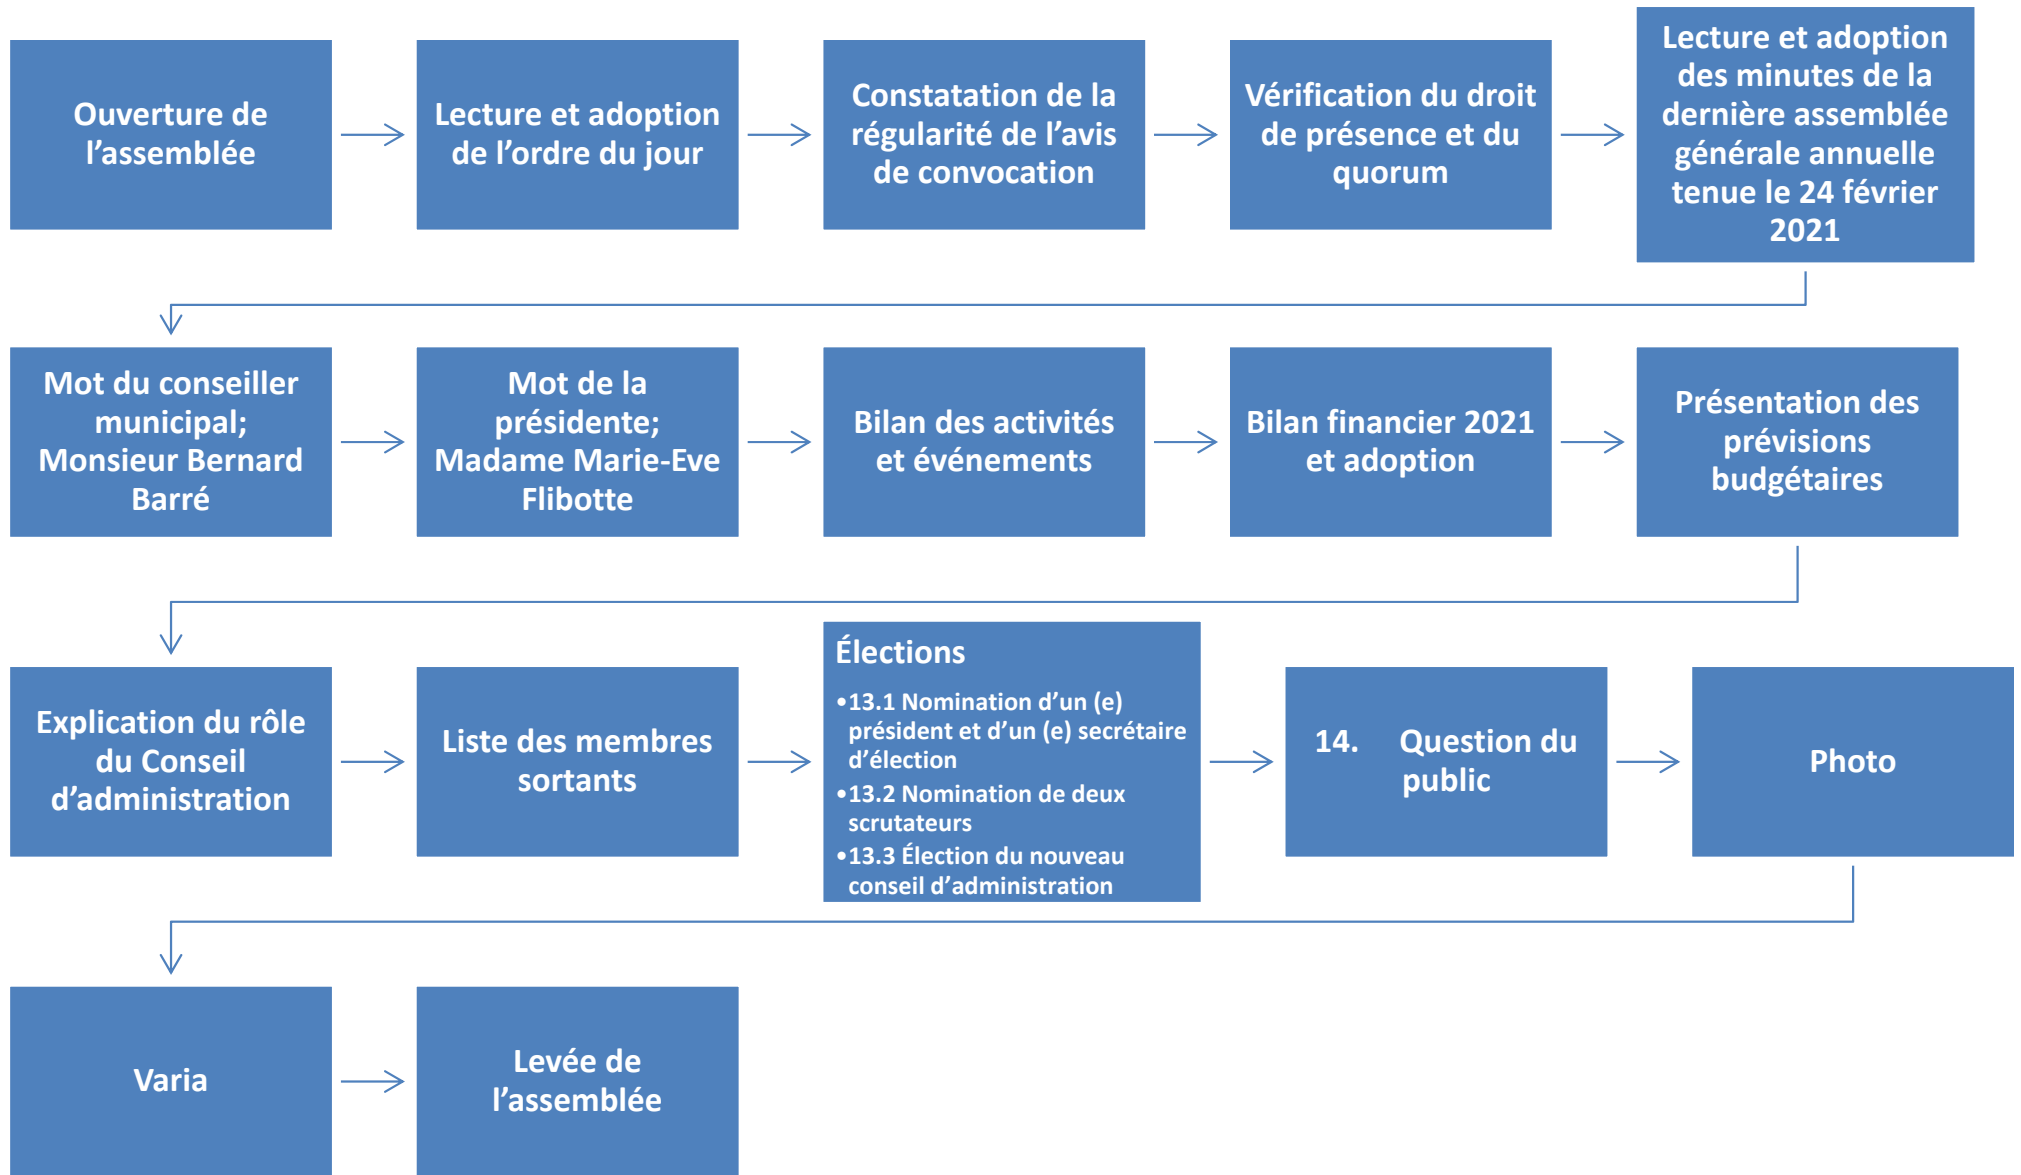 Ouverture de
l’assemblée
Lecture et adoption
de l’ordre du jour
Constatation de la
régularité de l’avis
de convocation
Vérification du droit
de présence et du
quorum
Lecture et adoption
des minutes de la
dernière assemblée
générale annuelle
tenue le 24 février
2021
Mot du conseiller
municipal;
Monsieur Bernard
Barré
Mot de la
présidente;
Madame Marie-Eve
Flibotte
Bilan des activités
et événements
Bilan financier 2021
et adoption
Présentation des
prévisions
budgétaires
Explication du rôle
du Conseil
d’administration
Liste des membres
sortants
Élections
•13.1 Nomination d’un (e)
président et d’un (e) secrétaire
d’élection
•13.2 Nomination de deux
scrutateurs
•13.3 Élection du nouveau
conseil d’administration
14. Question du
public
Photo
Varia
Levée de
l’assemblée